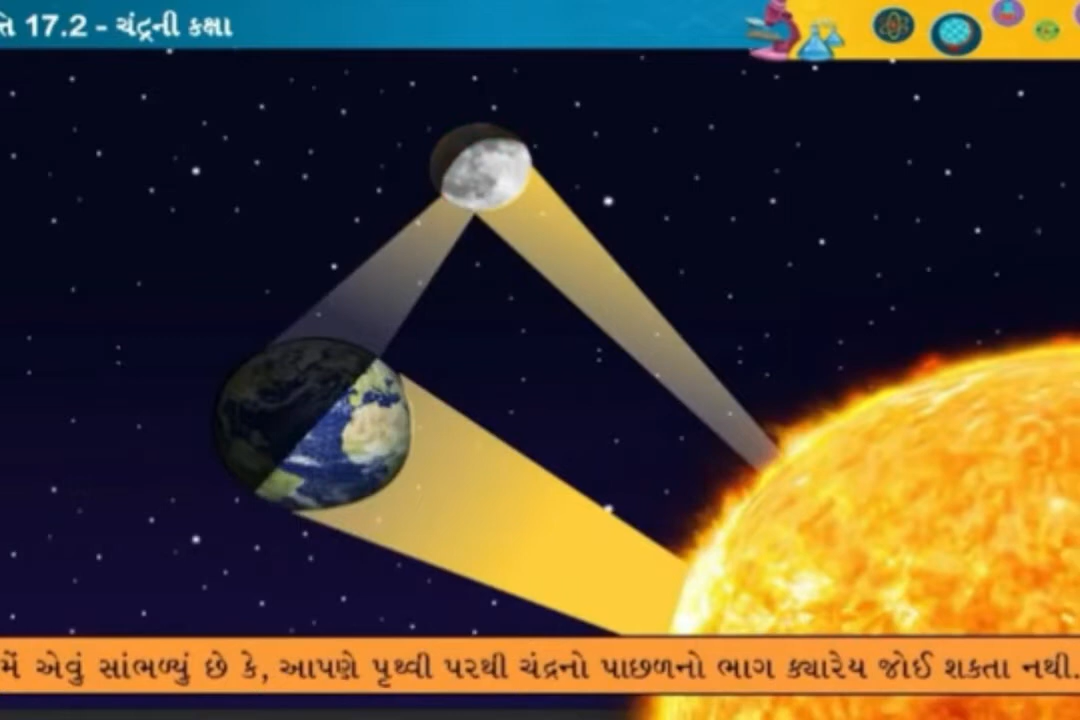 17.2 - ચંદ્રની કક્ષા
મેં એવું સાંભળ્યું છે કે, આપણે પૃથ્વી પરથી ચંદ્રનો પાછળનો ભાગ ક્યારેય જોઈ શકતા નથી.